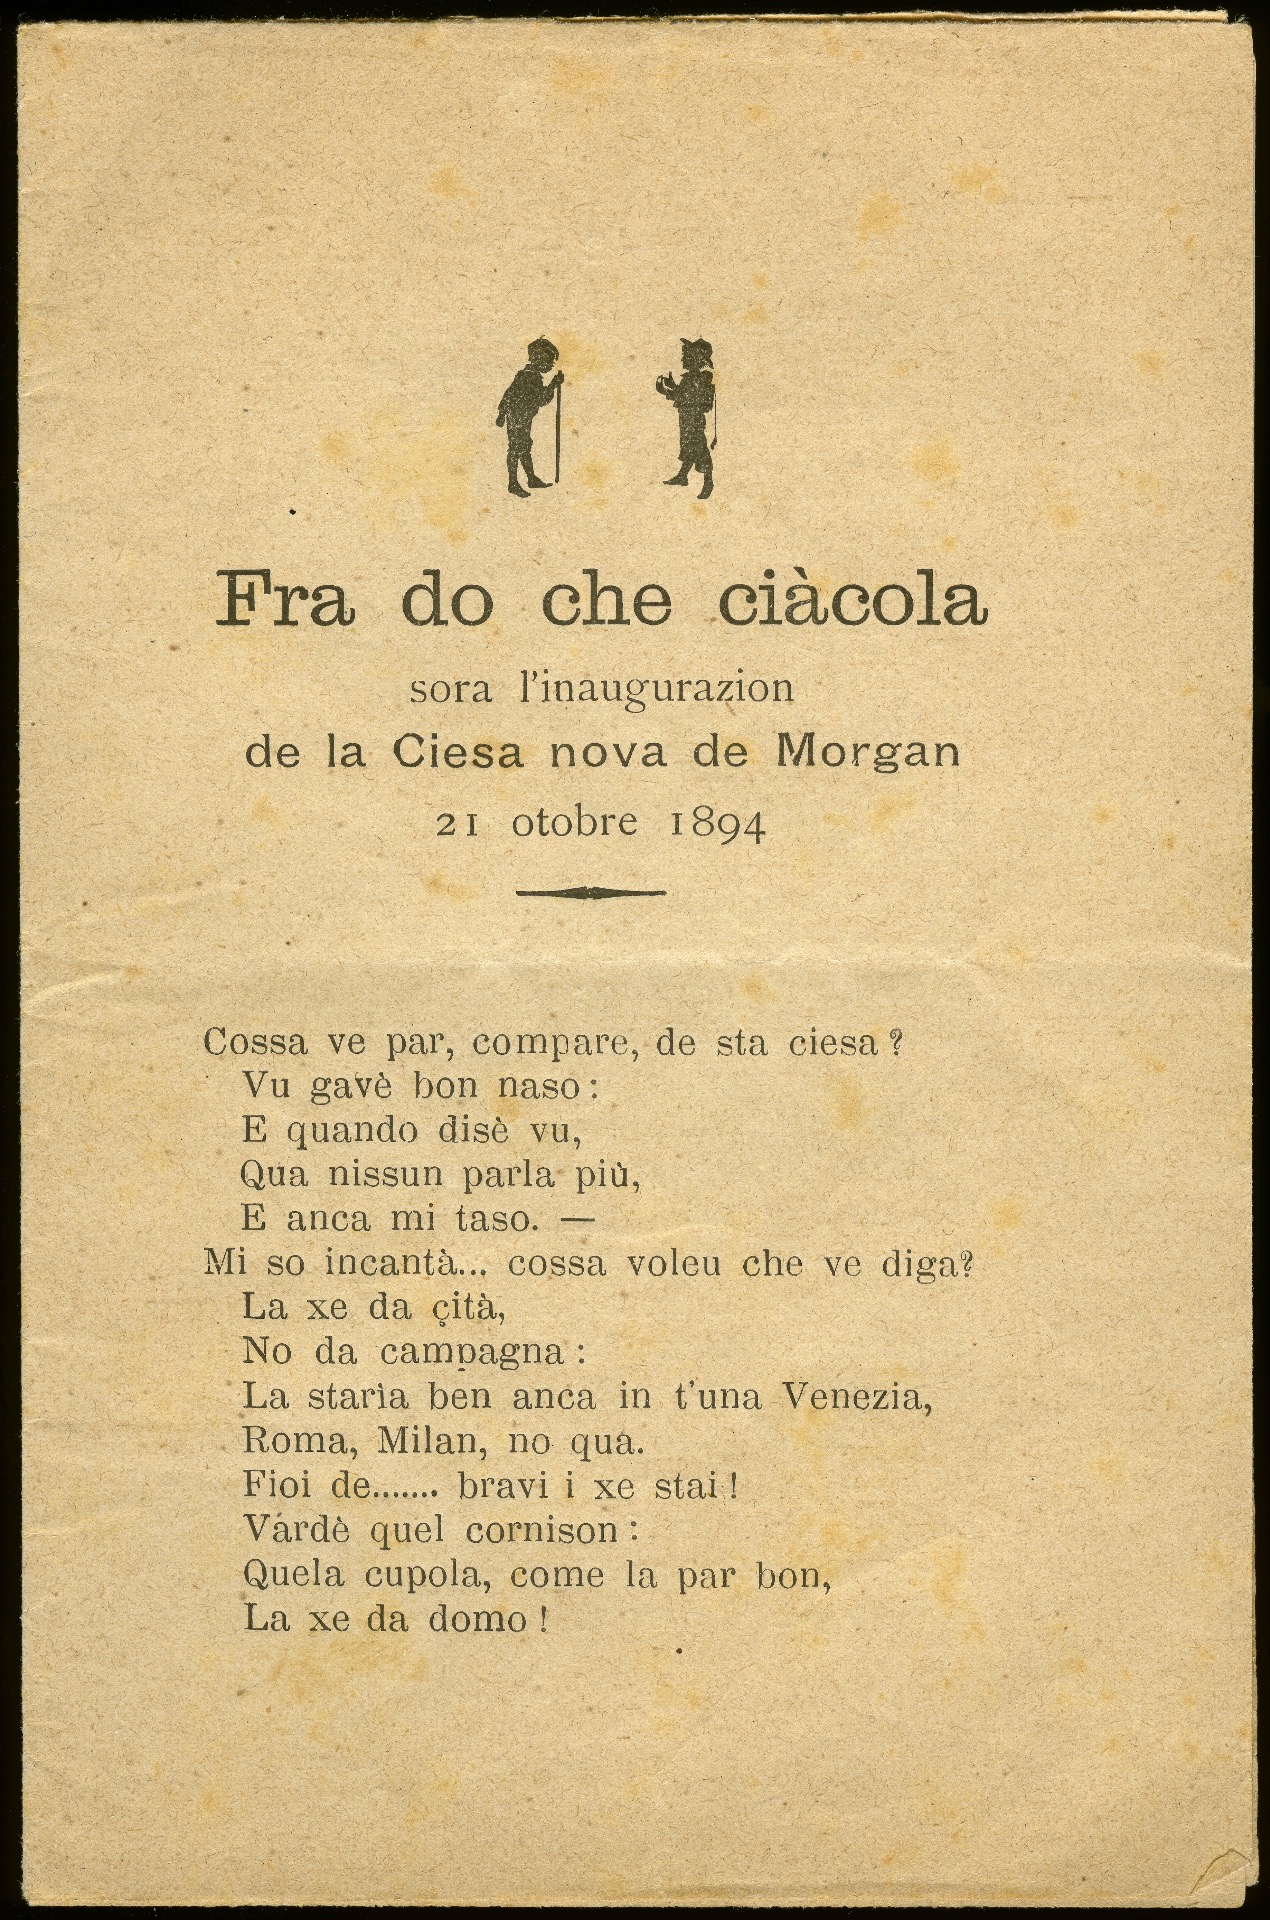 Fra do che ciàcola
sora l'inaugurazion
de la Ciesa nova de Morgan
21 otobre 1894
Cossa ve par, compare, de sta ciesa?
Vu gavè bon naso:
E quando disè vu,
Qua nissun parla più,
E anca mi taso. —
Mi so incantà... cossa voleu che ve diga?
La xe da çità,
No da campagna:
La starìa ben anca in t'una Venezia,
Roma, Milan, no qua.
Fioi de....... bravi i xe stai!
Vardè quel cornison:
Quela cupola, come la par bon,
La xe da domo!